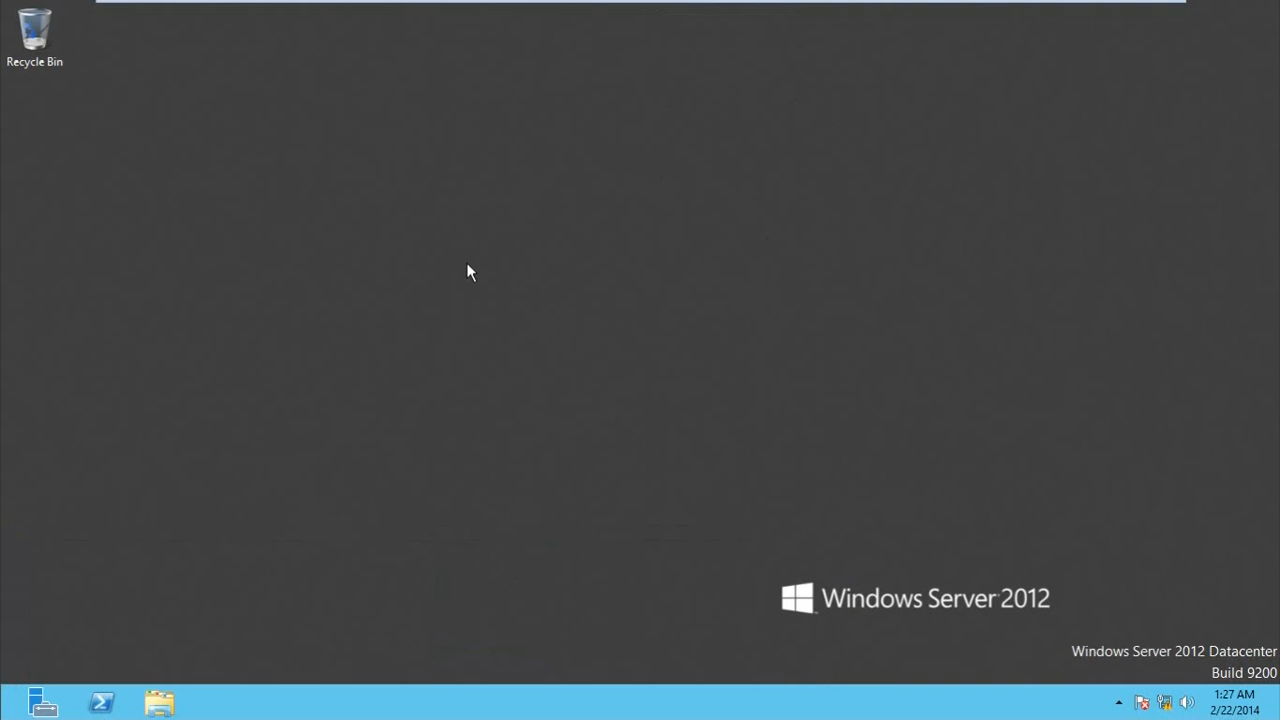 Recycle Bin
Windows Server 2012
Windows Server 2012 Datacenter
Build 9200
1:27 AM
2/22/2014